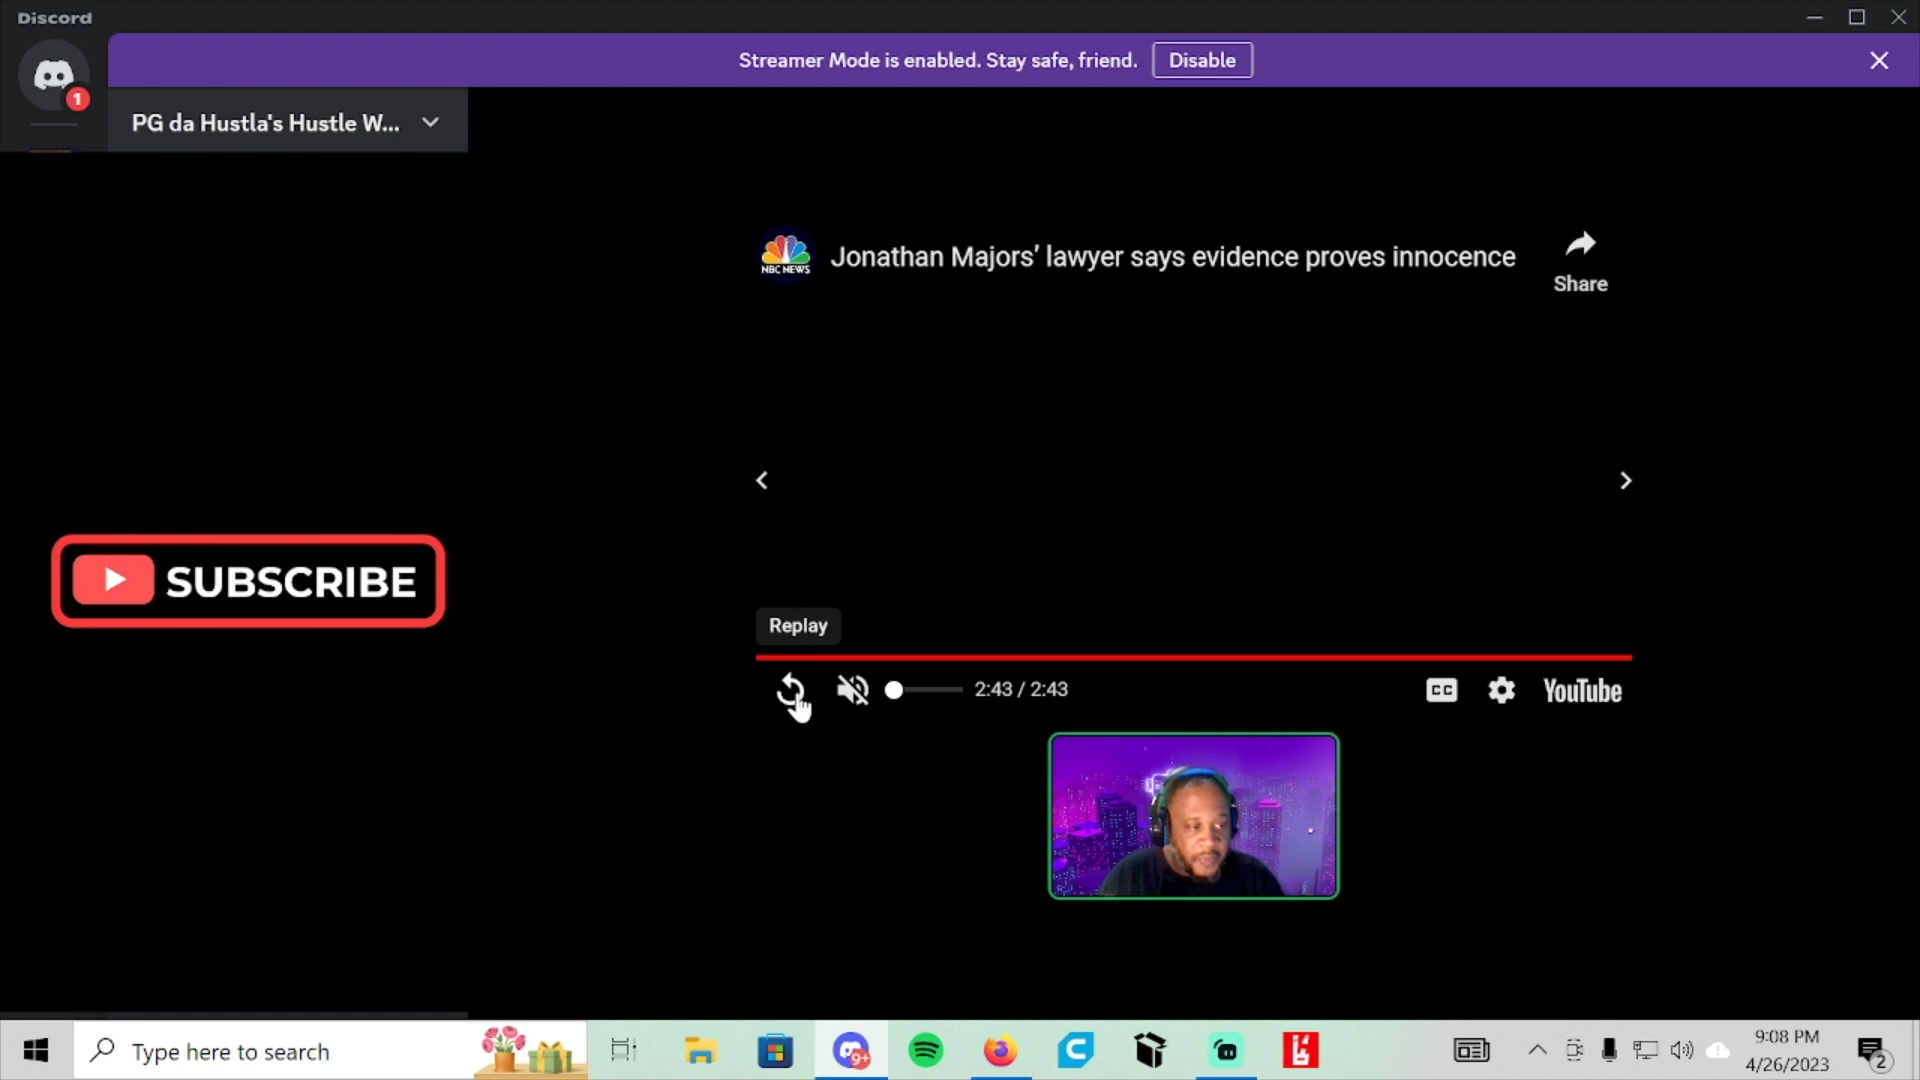 Discord
Streamer Mode is enabled. Stay safe, friend. Disable
1
PG da Hustla's Hustle W...
NBC NEWS
Jonathan Majors' lawyer says evidence proves innocence
Share
SUBSCRIBE
Replay
2:43 / 2:43
CC
YouTube
Type here to search
9+
9:08 PM
4/26/2023
2